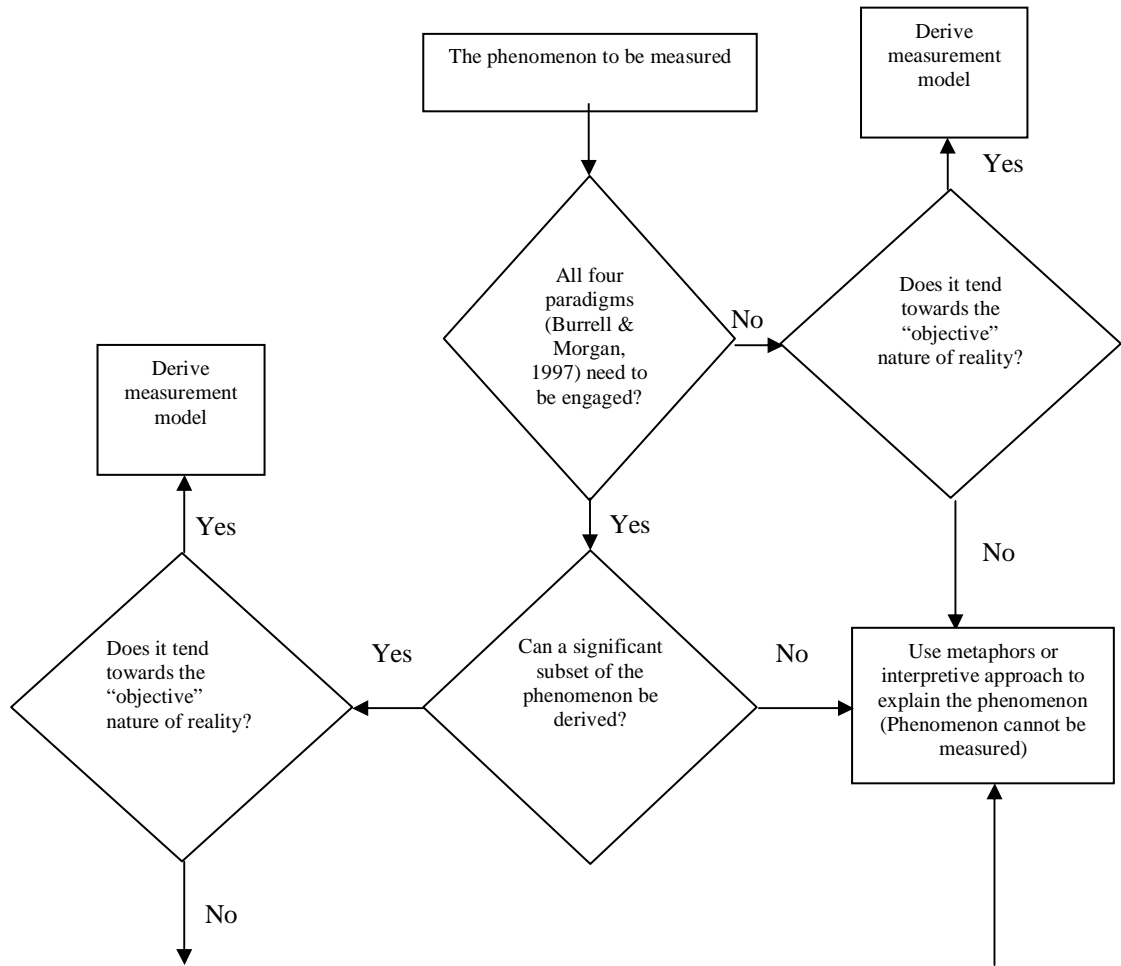 The phenomenon to be measured
Derive
measurement
model
Yes
All four
paradigms
(Burrell &
Morgan,
1997) need to
be engaged?
No
Does it tend
towards the
“objective”
nature of reality?
Derive
measurement
model
Yes
Yes
No
Does it tend
towards the
“objective”
nature of reality?
Yes
Can a significant
subset of the
phenomenon be
derived?
No
Use metaphors or
interpretive approach to
explain the phenomenon
(Phenomenon cannot be
measured)
No